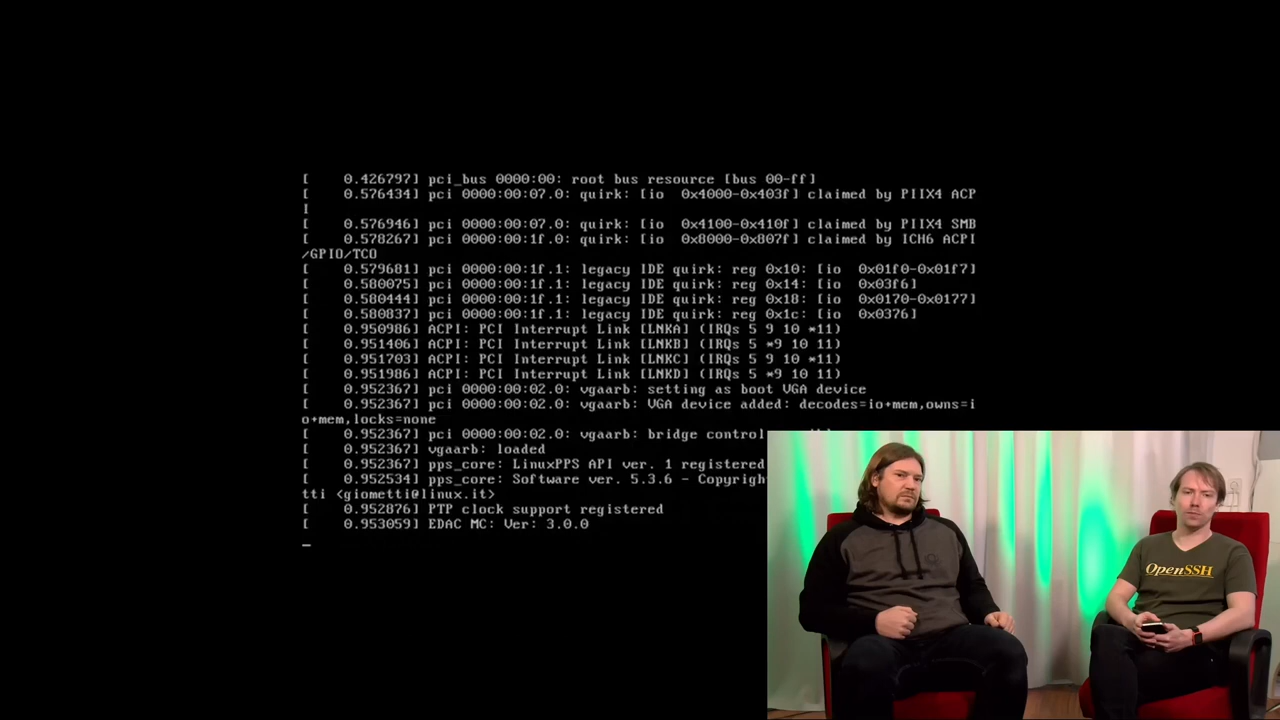 [    0.426797] pci_bus 0000:00: root bus resource [bus 00-ff]
[    0.576434] pci 0000:00:07.0: quirk: [io  0x4000-0x403f] claimed by PIIX4 ACP
I
[    0.576946] pci 0000:00:07.0: quirk: [io  0x4100-0x410f] claimed by PIIX4 SMB
[    0.578267] pci 0000:00:1f.0: quirk: [io  0x8000-0x807f] claimed by ICH6 ACPI
/GPIO/TCO
[    0.579681] pci 0000:00:1f.1: legacy IDE quirk: reg 0x10: [io  0x01f0-0x01f7]
[    0.580075] pci 0000:00:1f.1: legacy IDE quirk: reg 0x14: [io  0x03f6]
[    0.580444] pci 0000:00:1f.1: legacy IDE quirk: reg 0x18: [io  0x0170-0x0177]
[    0.580837] pci 0000:00:1f.1: legacy IDE quirk: reg 0x1c: [io  0x0376]
[    0.950986] ACPI: PCI Interrupt Link [LNKA] (IRQs 5 9 10 *11)
[    0.951406] ACPI: PCI Interrupt Link [LNKB] (IRQs 5 *9 10 11)
[    0.951703] ACPI: PCI Interrupt Link [LNKC] (IRQs 5 9 10 *11)
[    0.951986] ACPI: PCI Interrupt Link [LNKD] (IRQs 5 *9 10 11)
[    0.952367] pci 0000:00:02.0: vgaarb: setting as boot VGA device
[    0.952367] pci 0000:00:02.0: vgaarb: VGA device added: decodes=io+mem,owns=i
o+mem,locks=none
[    0.952367] pci 0000:00:02.0: vgaarb: bridge control
[    0.952367] vgaarb: loaded
[    0.952367] pps_core: LinuxPPS API ver. 1 registered
[    0.952534] pps_core: Software ver. 5.3.6 - Copyrigh
tti <giometti@linux.it>
[    0.952876] PTP clock support registered
[    0.953059] EDAC MC: Ver: 3.0.0
_
OpenSSH